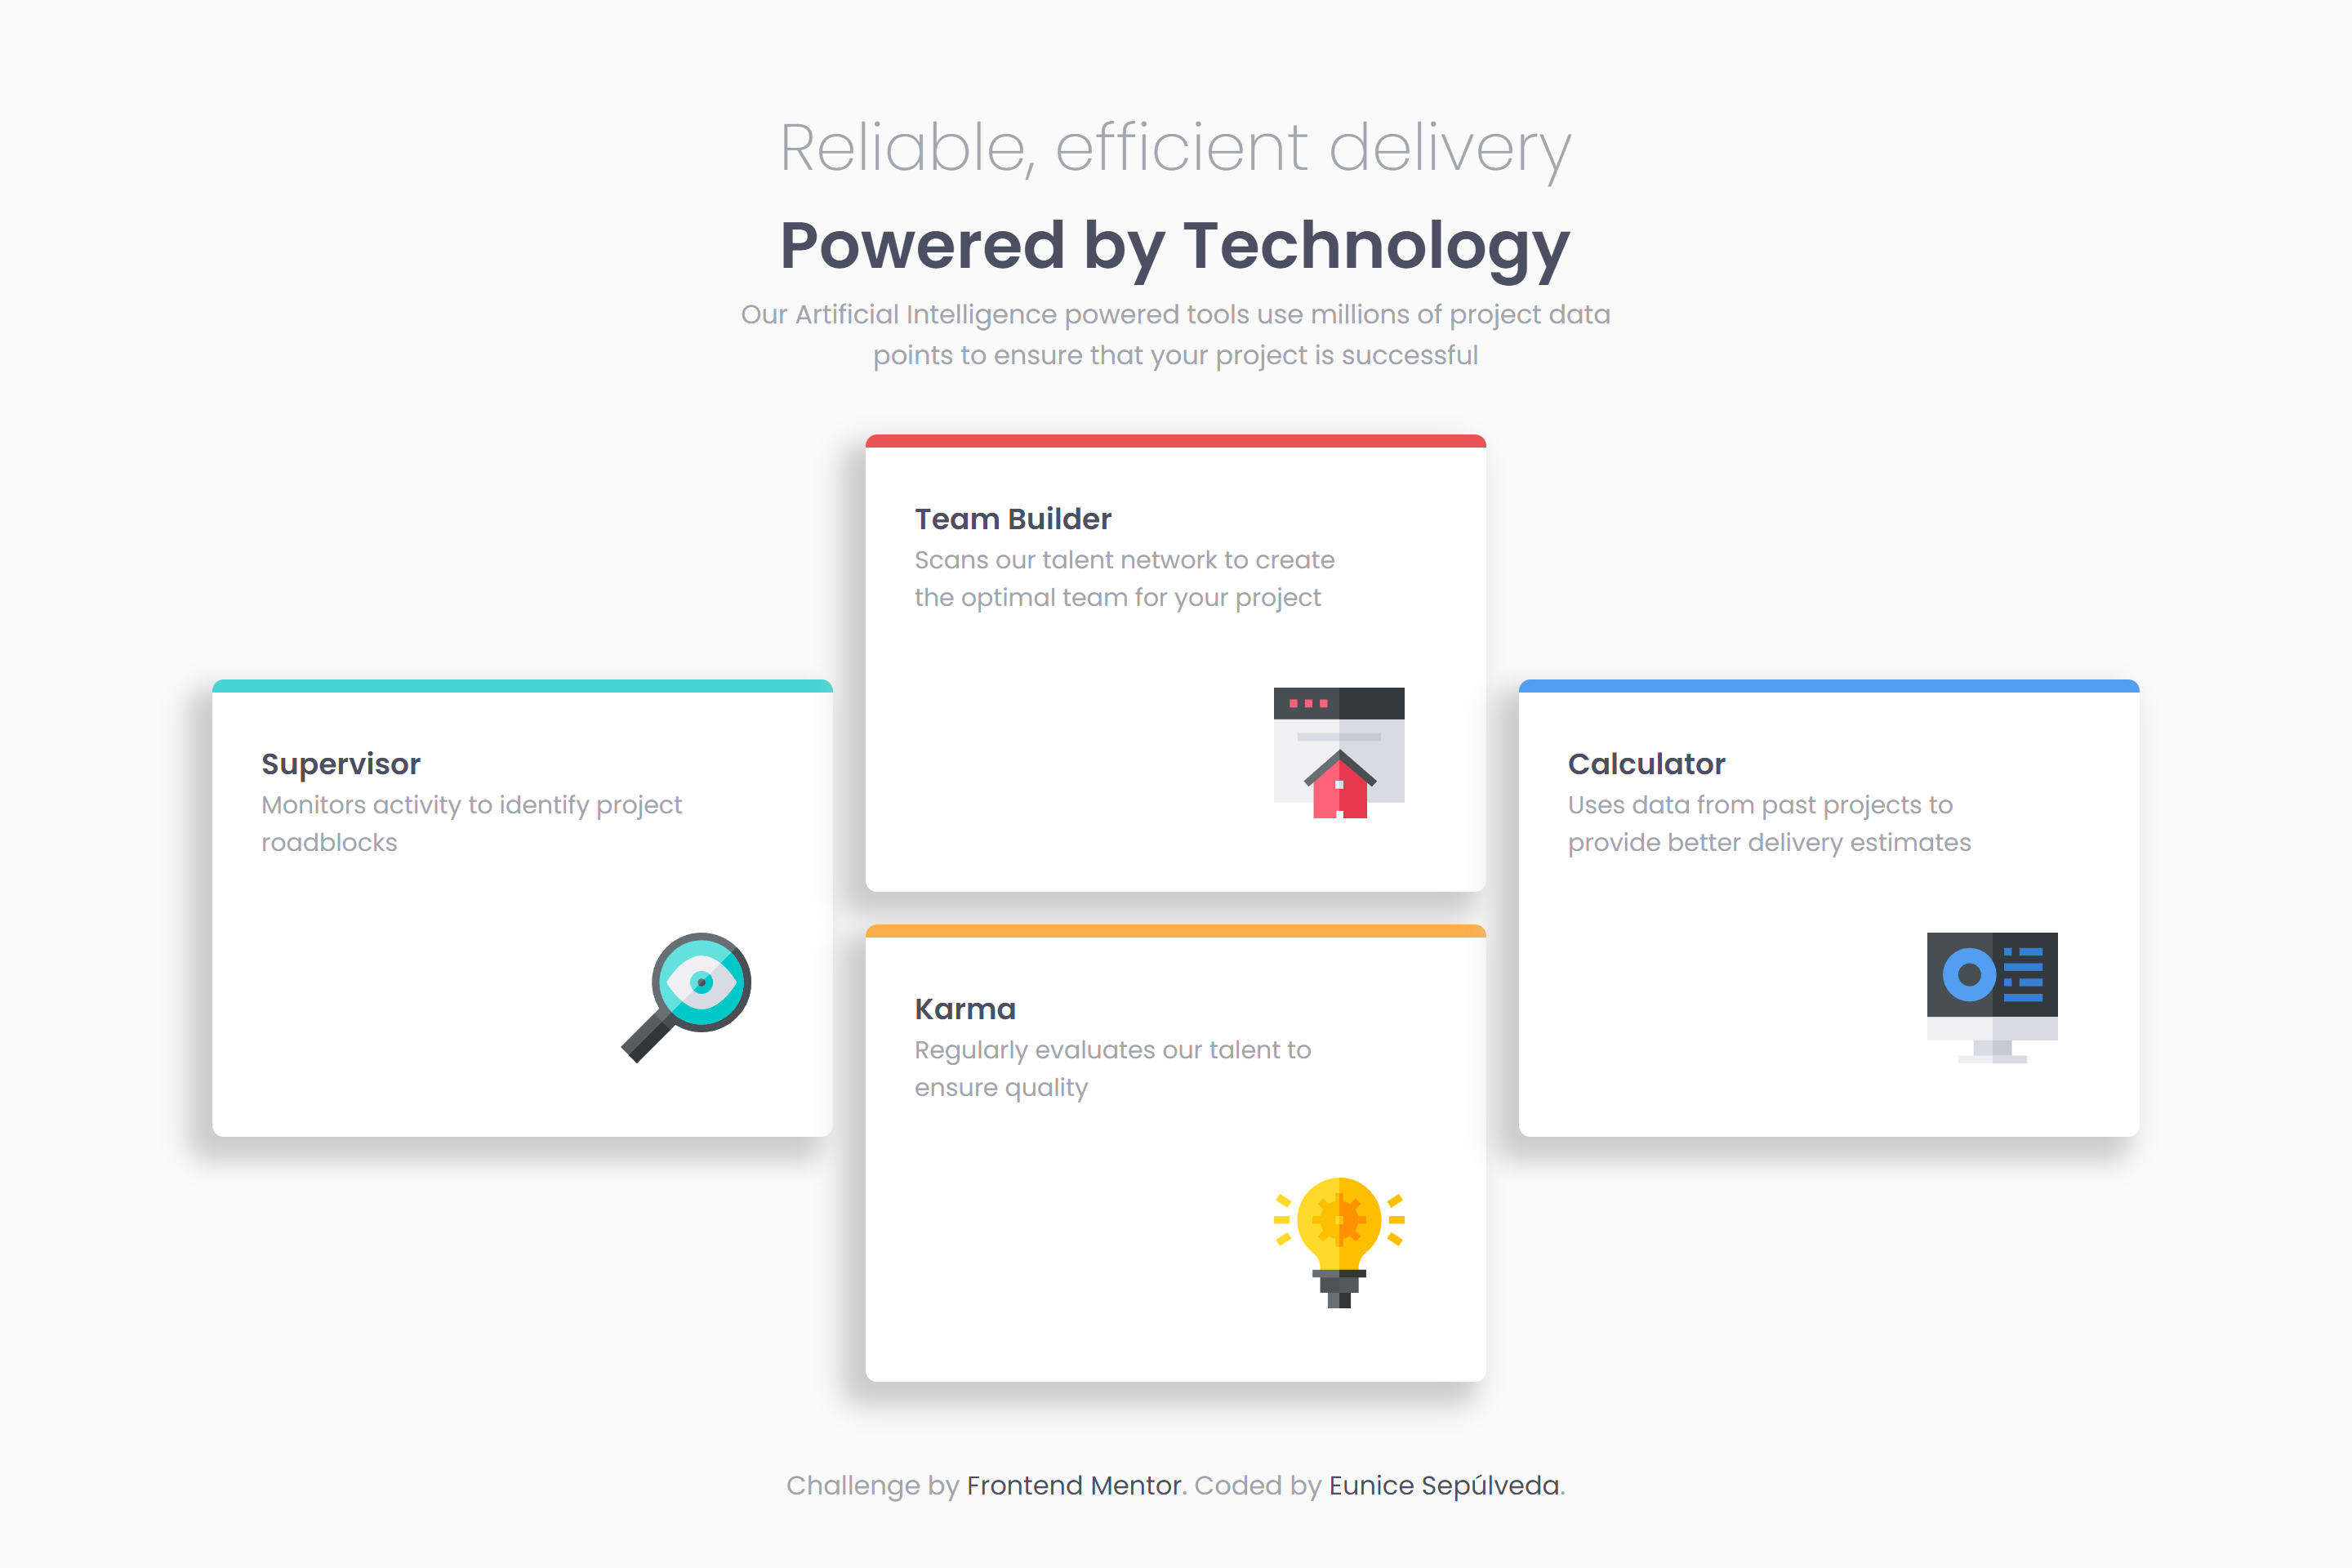 Reliable, efficient delivery
Powered by Technology
Our Artificial Intelligence powered tools use millions of project data
points to ensure that your project is successful
Team Builder
Scans our talent network to create
the optimal team for your project
Supervisor
Monitors activity to identify project
roadblocks
Calculator
Uses data from past projects to
provide better delivery estimates
Karma
Regularly evaluates our talent to
ensure quality
Challenge by Frontend Mentor. Coded by Eunice Sepúlveda.